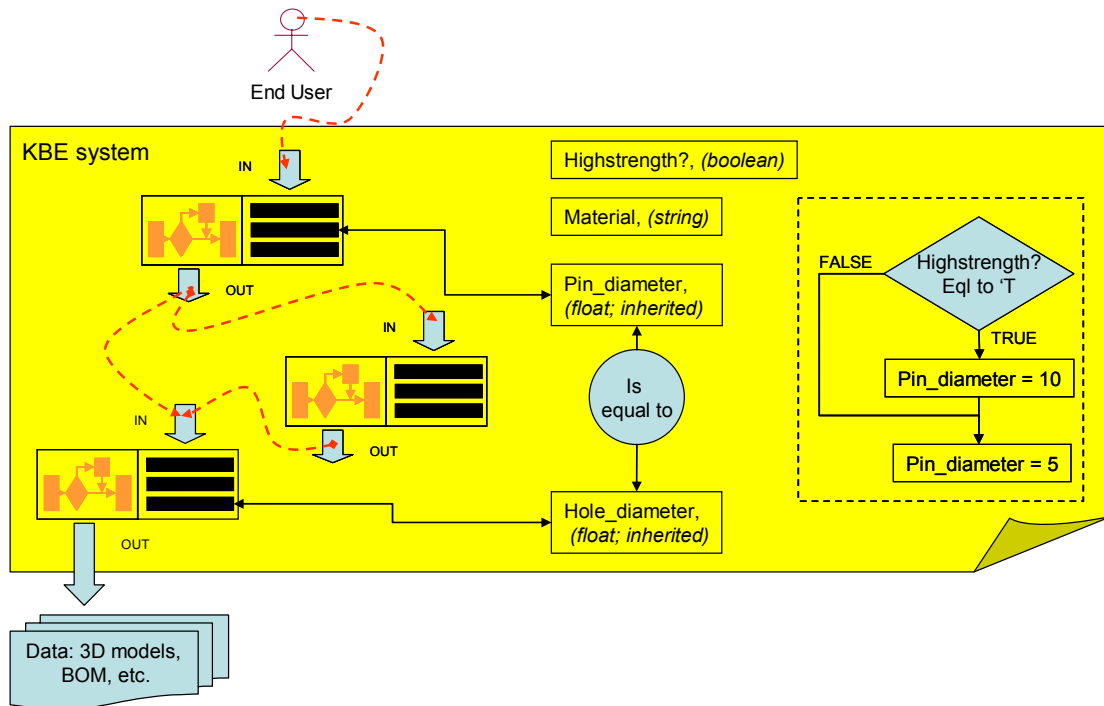 End User
KBE system
IN
Highstrength?, (boolean)
Material, (string)
OUT
Pin_diameter,
(float; inherited)
IN
FALSE
Highstrength?
Eql to ‘T
TRUE
Pin_diameter = 10
Pin_diameter = 5
Is
equal to
IN
OUT
Hole_diameter,
(float; inherited)
OUT
Data: 3D models,
BOM, etc.